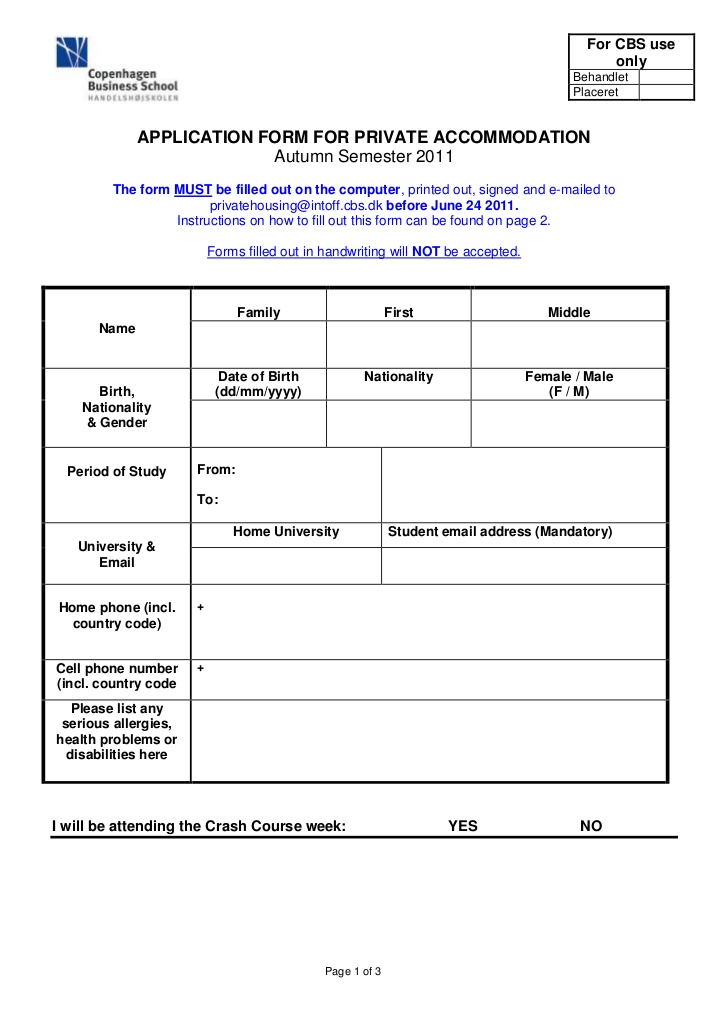 Copenhagen
Business School
HANDELSHØJSKOLEN
For CBS use
only
Behandlet
Placeret
APPLICATION FORM FOR PRIVATE ACCOMMODATION
Autumn Semester 2011
The form MUST be filled out on the computer, printed out, signed and e-mailed to
privatehousing@intoff.cbs.dk before June 24 2011.
Instructions on how to fill out this form can be found on page 2.
Forms filled out in handwriting will NOT be accepted.
Name
Family
First
Middle
Birth,
Nationality
& Gender
Date of Birth
(dd/mm/yyyy)
Nationality
Female / Male
(F / M)
Period of Study
From:
To:
University &
Email
Home University
Student email address (Mandatory)
Home phone (incl.
country code)
+
Cell phone number
(incl. country code
+
Please list any
serious allergies,
health problems or
disabilities here
I will be attending the Crash Course week: YES NO
Page 1 of 3